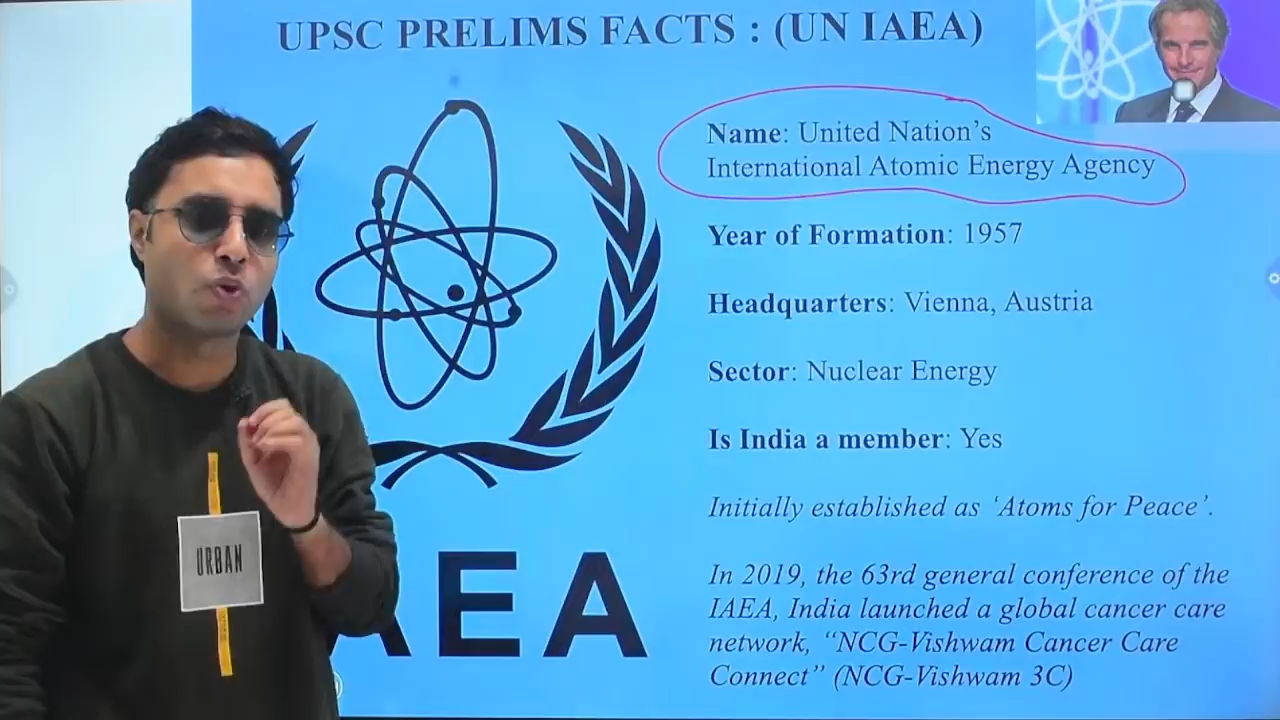 UPSC PRELIMS FACTS : (UN IAEA)
Name: United Nation's
International Atomic Energy Agency
Year of Formation: 1957
Headquarters: Vienna, Austria
Sector: Nuclear Energy
Is India a member: Yes
Initially established as ‘Atoms for Peace’.
In 2019, the 63rd general conference of the
IAEA, India launched a global cancer care
network, “NCG-Vishwam Cancer Care
Connect” (NCG-Vishwam 3C)
AEA
URBAN